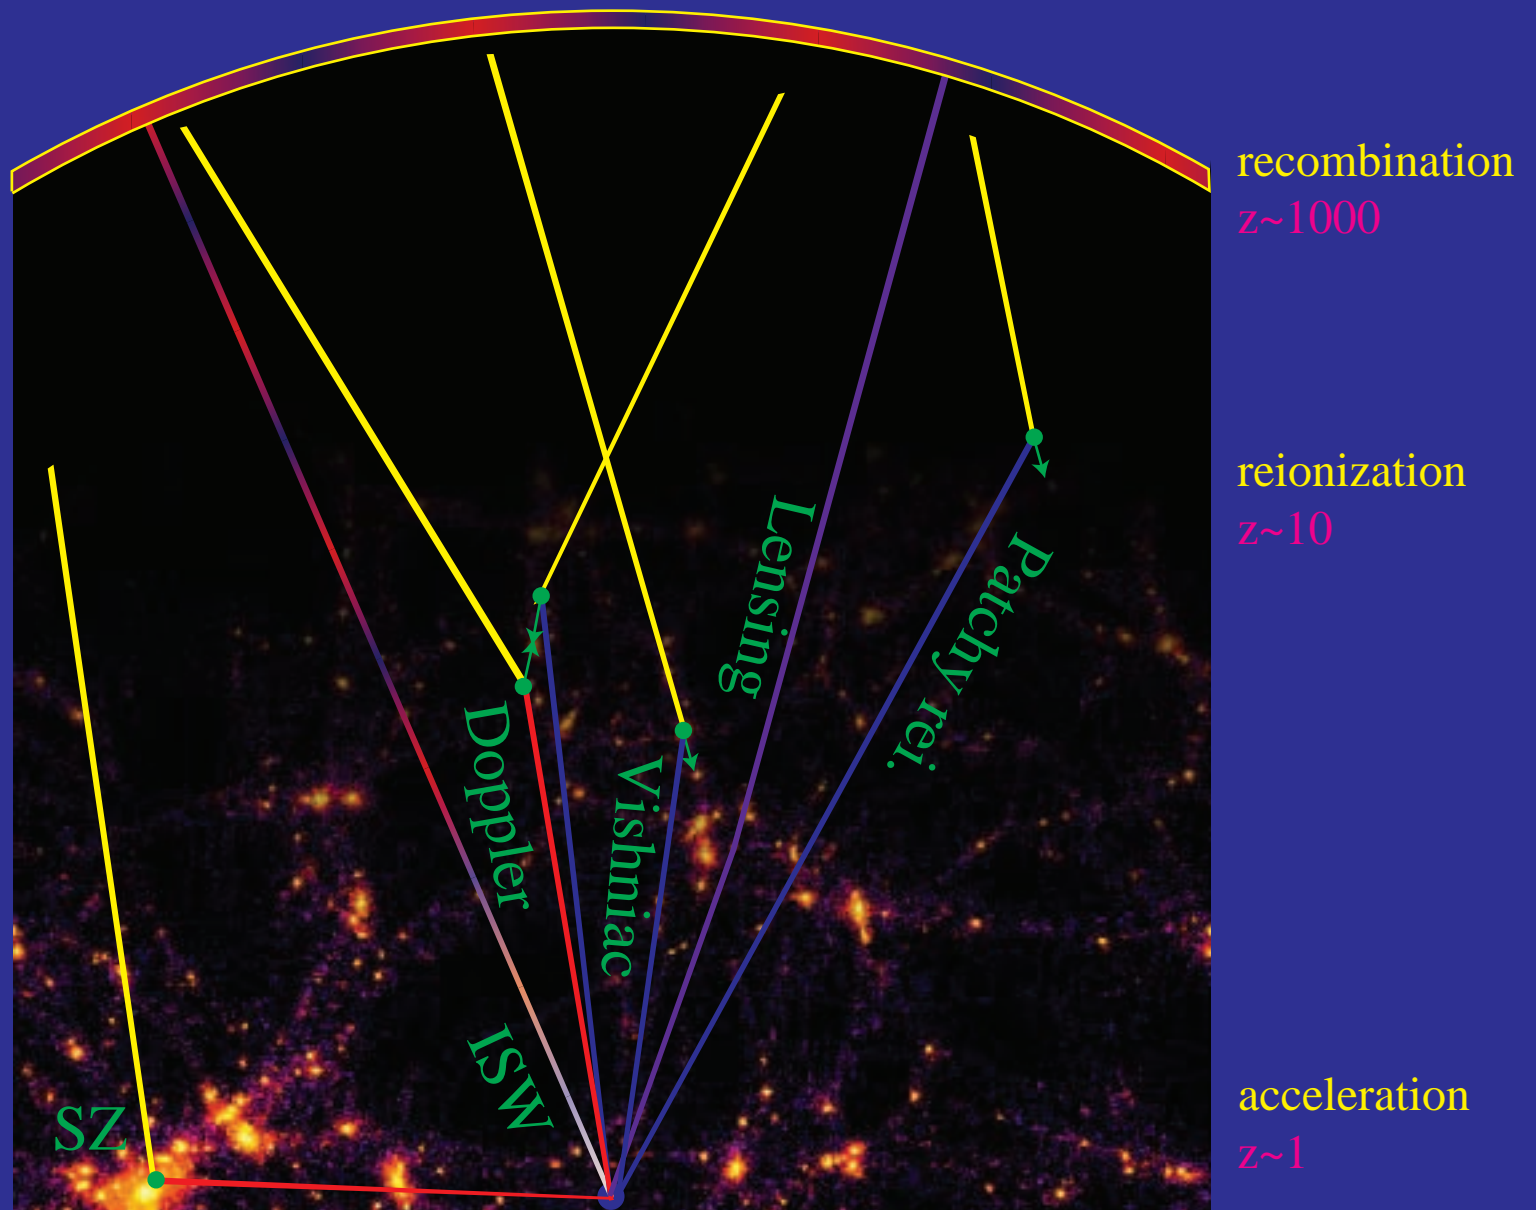 recombination
z~1000
reionization
z~10
Lensing
Patchy rei.
Doppler
Vishniac
ISW
SZ
acceleration
z~1